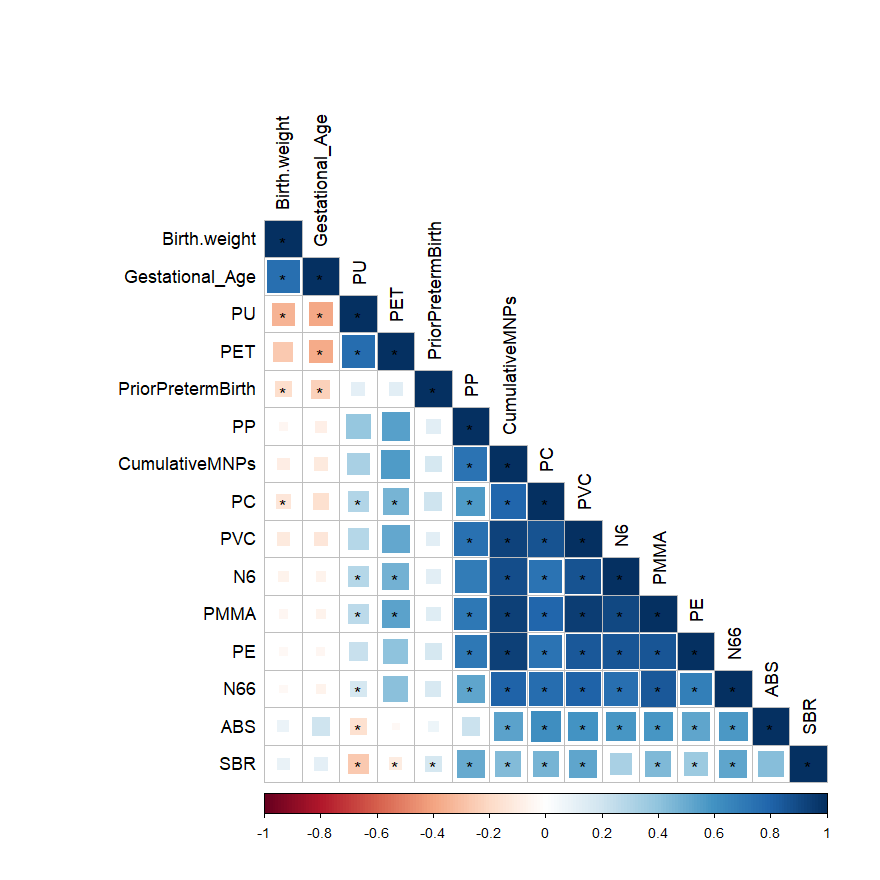 Birth.weight
Gestational_Age
PU
PET
PriorPretermBirth
PP
CumulativeMNPs
PC
PVC
N6
PMMA
PE
N66
ABS
SBR
Birth.weight *
Gestational_Age * *
PU * * *
PET * * *
PriorPretermBirth * * *
PP *
CumulativeMNPs * *
PC * * * * * *
PVC * * * *
N6 * * * * * *
PMMA * * * * * * * *
PE * * * * * * *
N66 * * * * * * * * *
ABS * * * * * * * * *
SBR * * * * * * * * * * *
-1 -0.8 -0.6 -0.4 -0.2 0 0.2 0.4 0.6 0.8 1